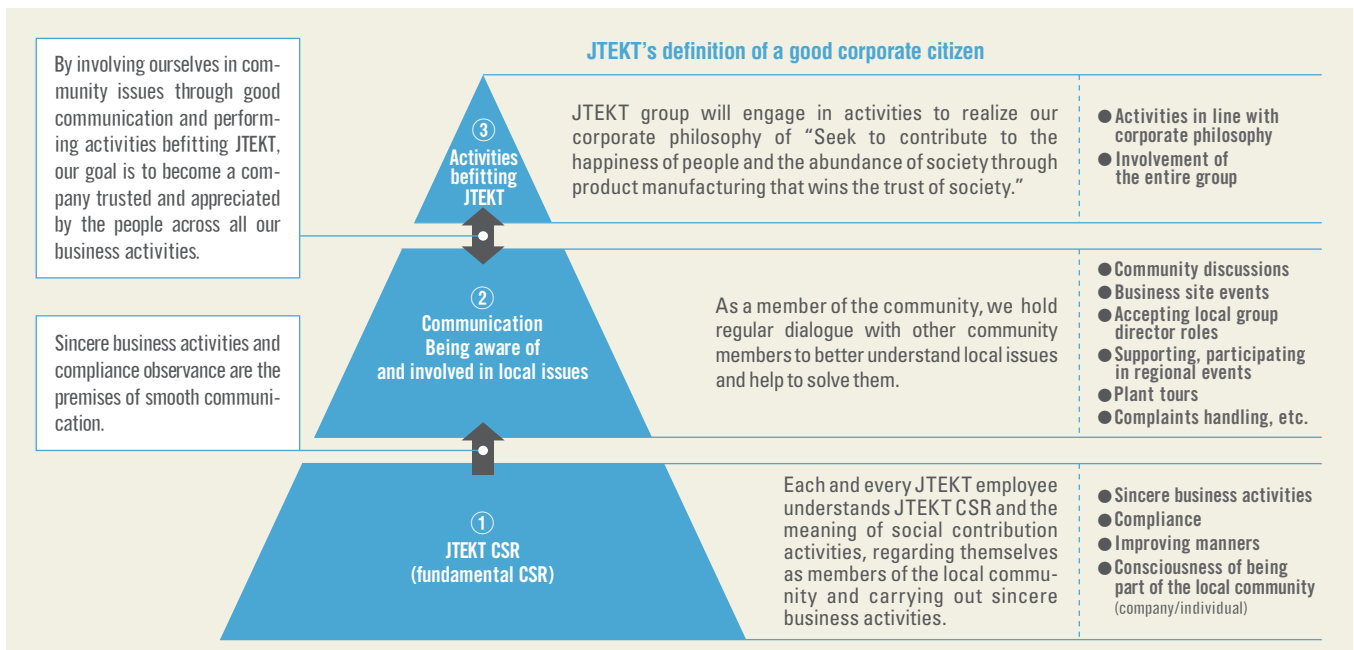 JTEKT's definition of a good corporate citizen
By involving ourselves in com-
munity issues through good
communication and perform-
ing activities befitting JTEKT,
our goal is to become a com-
pany trusted and appreciated
by the people across all our
business activities.
③
Activities
befitting
JTEKT
JTEKT group will engage in activities to realize our
corporate philosophy of “Seek to contribute to the
happiness of people and the abundance of society through
product manufacturing that wins the trust of society.”
●Activities in line with
corporate philosophy
●Involvement of
the entire group
②
Communication
Being aware of
and involved in local issues
As a member of the community, we hold
regular dialogue with other community
members to better understand local issues
and help to solve them.
●Community discussions
●Business site events
●Accepting local group
director roles
●Supporting, participating
in regional events
●Plant tours
●Complaints handling, etc.
Sincere business activities and
compliance observance are the
premises of smooth communi-
cation.
①
JTEKT CSR
(fundamental CSR)
Each and every JTEKT employee
understands JTEKT CSR and the
meaning of social contribution
activities, regarding themselves
as members of the local commu-
nity and carrying out sincere
business activities.
●Sincere business activities
●Compliance
●Improving manners
●Consciousness of being
part of the local community
(company/individual)